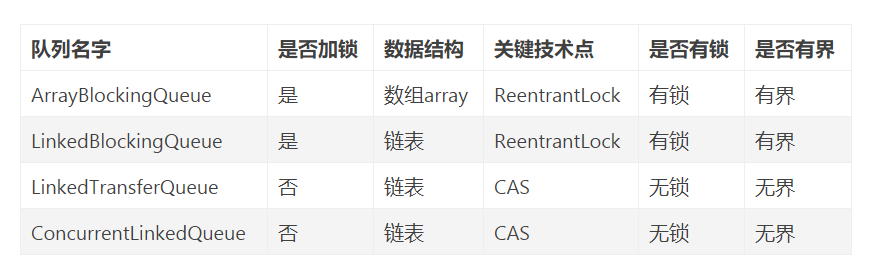 队列名字 是否加锁 数据结构 关键技术点 是否有锁 是否有界
ArrayBlockingQueue 是 数组array ReentrantLock 有锁 有界
LinkedBlockingQueue 是 链表 ReentrantLock 有锁 有界
LinkedTransferQueue 否 链表 CAS 无锁 无界
ConcurrentLinkedQueue 否 链表 CAS 无锁 无界